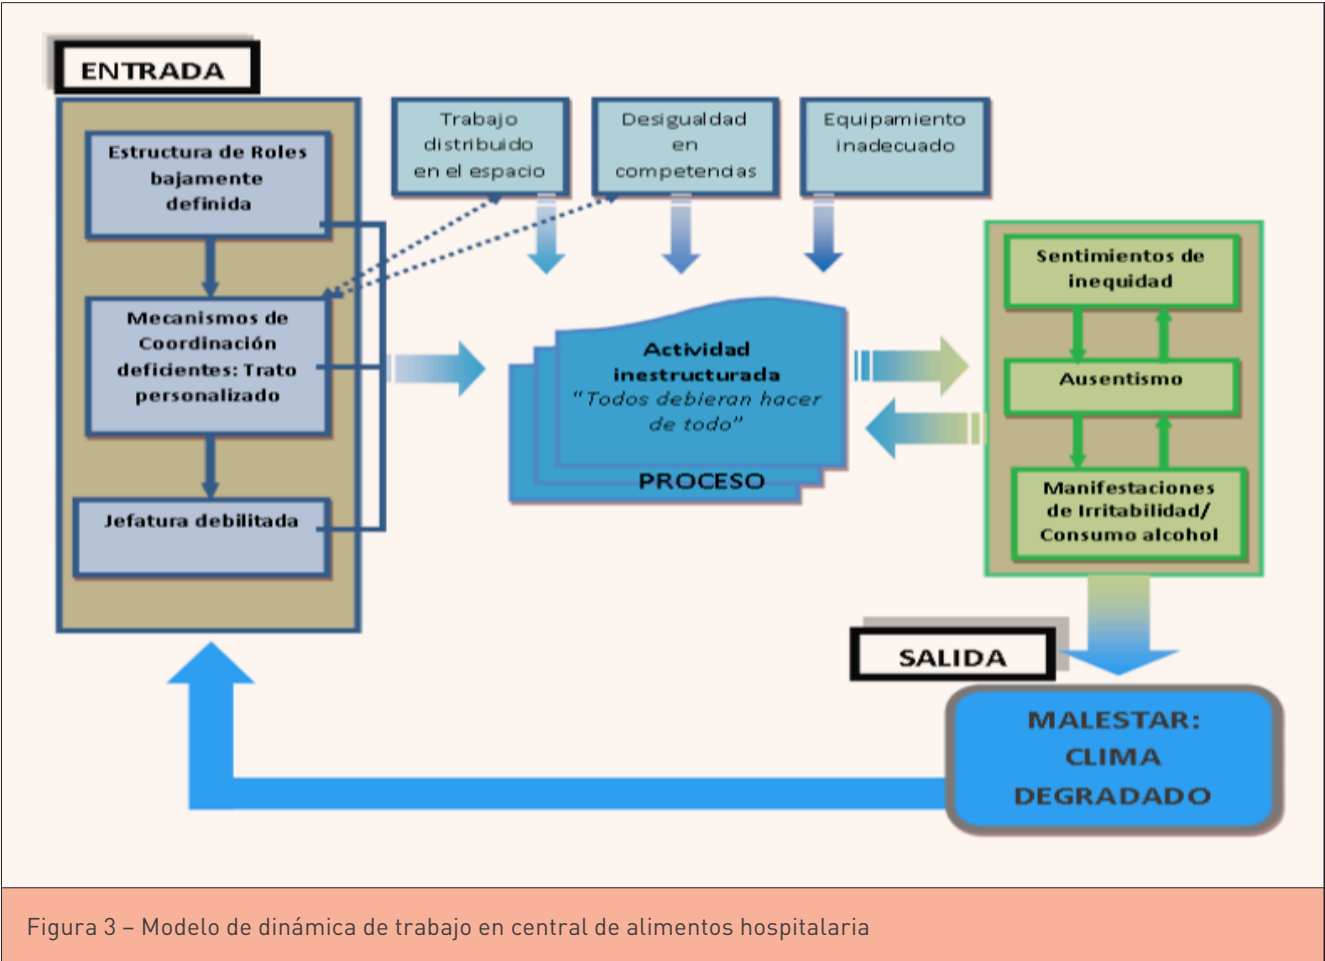 ENTRADA
Estructura de Roles
bajamente
definida
Mecanismos de
Coordinación
deficientes: Trato
personalizado
Jefatura debilitada
Trabajo
distribuido
en el espacio
Desigualdad
en
competencias
Equipamiento
inadecuado
Actividad
inestructurada
“Todos debieran hacer
de todo”
PROCESO
Sentimientos de
inequidad
Ausentismo
Manifestaciones
de Irritabilidad/
Consumo alcohol
SALIDA
MALESTAR:
CLIMA
DEGRADADO
Figura 3 – Modelo de dinámica de trabajo en central de alimentos hospitalaria